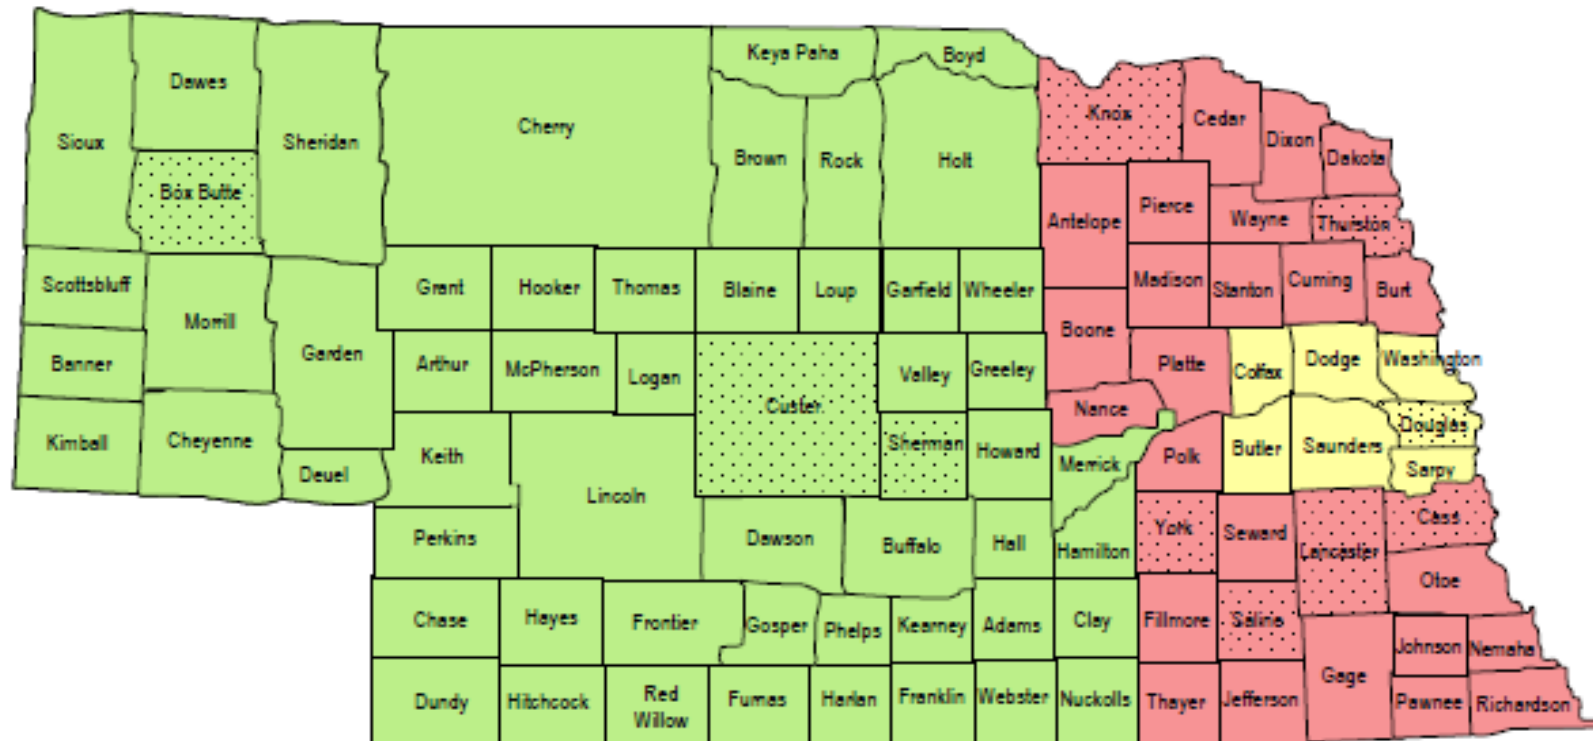 Keya Paha
Boyd
Dawes
Sioux
Sheridan
Cherry
Brown
Rock
Holt
Knox
Cedar
Dixon
Dakota
Box Butte
Antelope
Pierce
Wayne
Thurston
Scottsbluff
Morrill
Grant
Hooker
Thomas
Blaine
Loup
Garfield
Wheeler
Madison
Stanton
Cuming
Burt
Boone
Banner
Garden
Arthur
McPherson
Logan
Custer
Valley
Greeley
Platte
Colfax
Dodge
Washington
Nance
Kimball
Cheyenne
Deuel
Keith
Lincoln
Sherman
Howard
Merrick
Polk
Butler
Saunders
Douglas
Sarpy
Perkins
Dawson
Buffalo
Hall
Hamilton
York
Seward
Lancaster
Cass
Otoe
Chase
Hayes
Frontier
Gosper
Phelps
Kearney
Adams
Clay
Fillmore
Saline
Johnson
Nemaha
Dundy
Hitchcock
Red
Willow
Furnas
Harlan
Franklin
Webster
Nuckolls
Thayer
Jefferson
Gage
Pawnee
Richardson